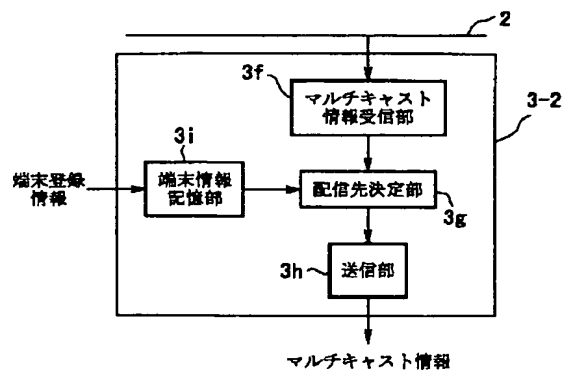 2
3f
マルチキャスト
情報受信部
3-2
3i
端末登録
情報
端末情報
記憶部
配信先決定部
3g
3h
送信部
マルチキャスト情報